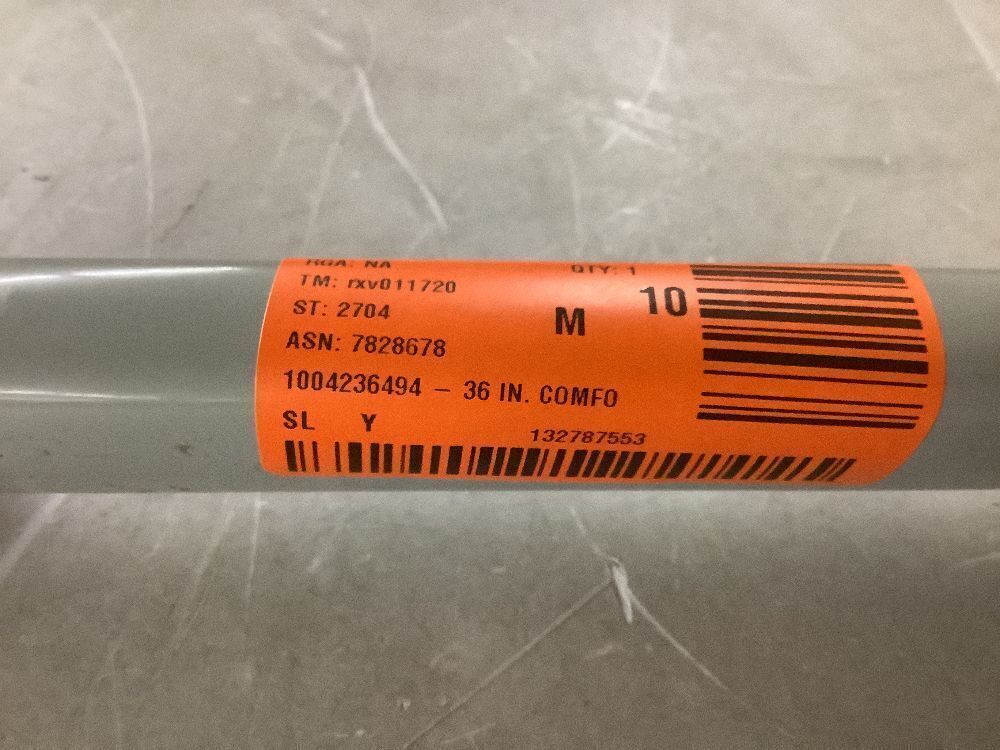 RGA: NA QTY: 1
TM: rxv011720
ST: 2704
M 10
ASN: 7828678
1004236494 – 36 IN. COMFO
SL Y
132787553